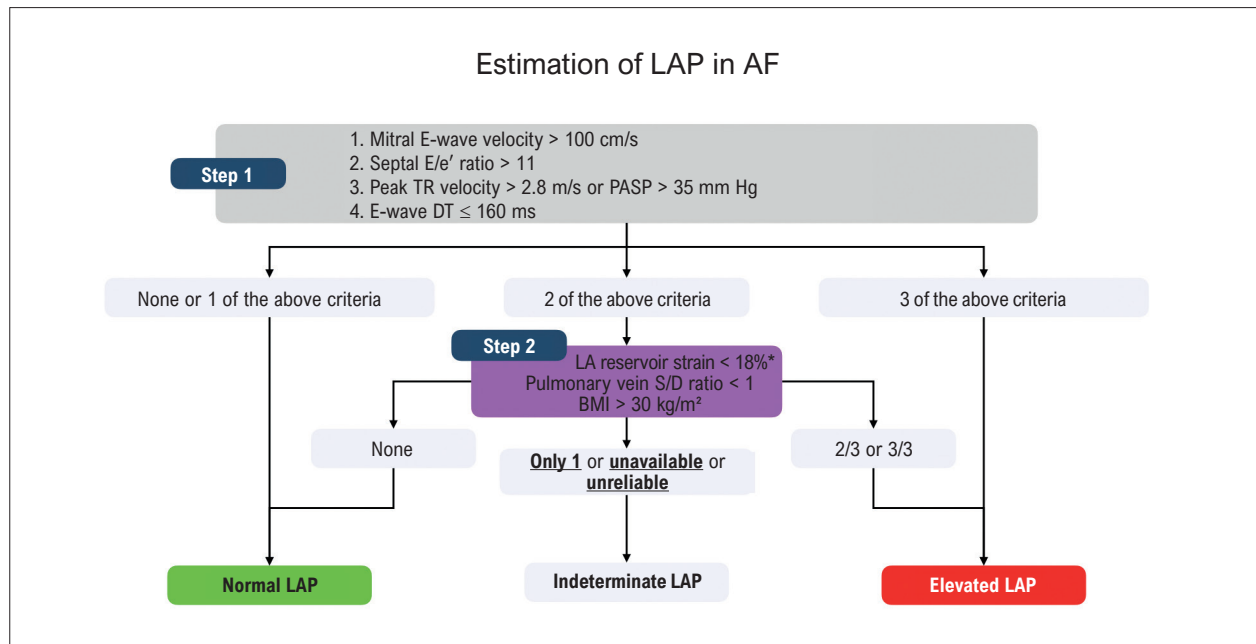 Estimation of LAP in AF
Step 1
1. Mitral E-wave velocity > 100 cm/s
2. Septal E/e′ ratio > 11
3. Peak TR velocity > 2.8 m/s or PASP > 35 mm Hg
4. E-wave DT ≤ 160 ms
None or 1 of the above criteria
2 of the above criteria
3 of the above criteria
Step 2
LA reservoir strain < 18%*
Pulmonary vein S/D ratio < 1
BMI > 30 kg/m²
None
Only 1 or unavailable or
unreliable
2/3 or 3/3
Normal LAP
Indeterminate LAP
Elevated LAP